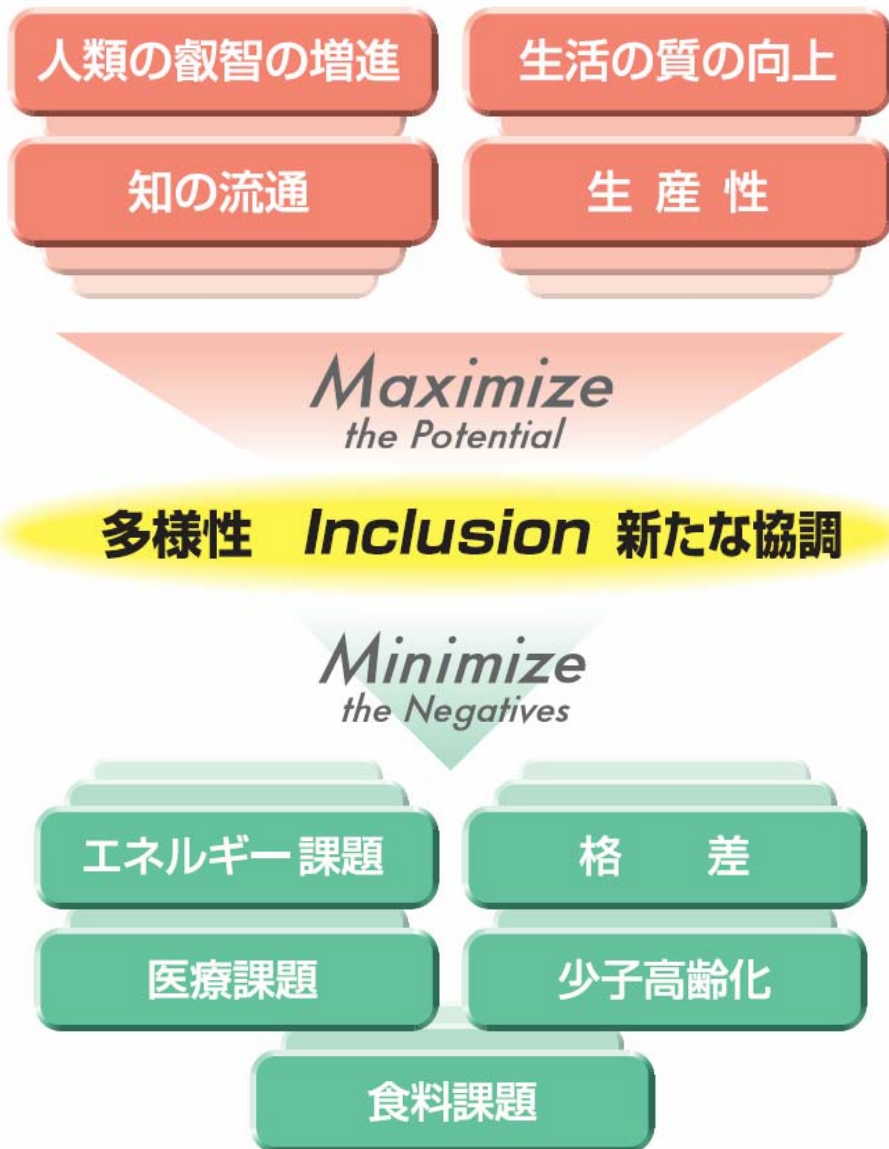 人類の叡智の増進
生活の質の向上
知の流通
生 産 性
Maximize
the Potential
多様性 Inclusion 新たな協調
Minimize
the Negatives
エネルギー課題
格 差
医療課題
少子高齢化
食料課題